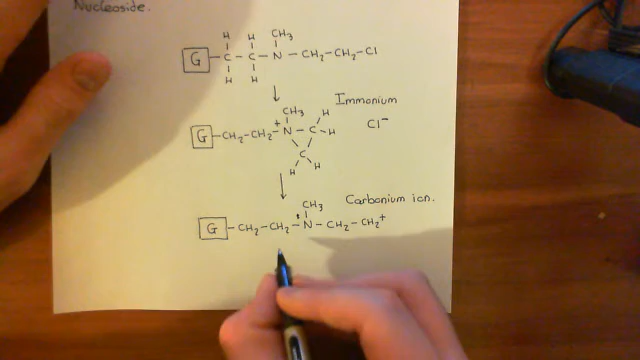 Nucleoside.
H H CH₃
G - C - C - N - CH₂-CH₂-Cl
H H
Immonium
CH₃ H
G -CH₂-CH₂-N⁺ - C - H Cl⁻
C
H H
Carbonium ion.
CH₃
G -CH₂-CH₂-N-CH₂-CH₂⁺